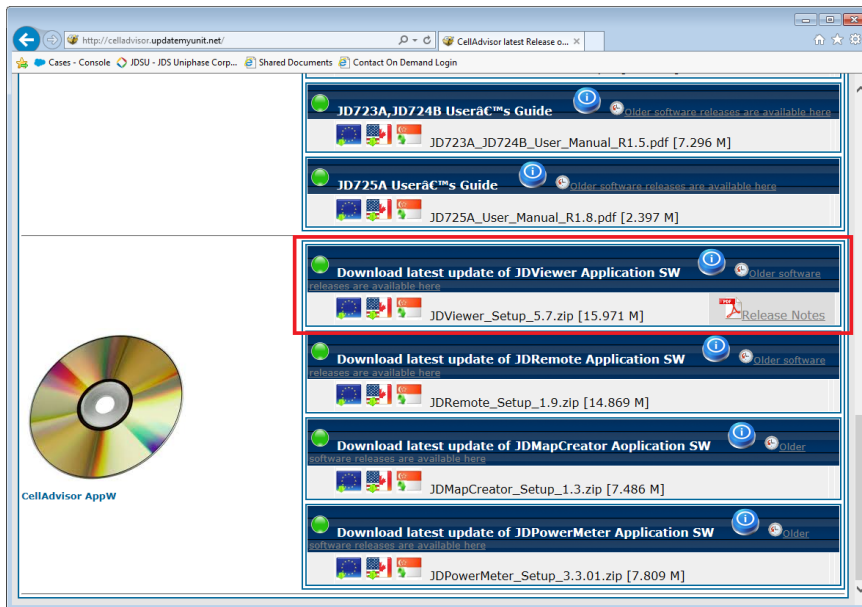 http://celladvisor.updatemyunit.net/
CellAdvisor latest Release o...
Cases - Console JDSU - JDS Uniphase Corp... Shared Documents Contact On Demand Login
JD723A,JD724B Userâ€™s Guide Older software releases are available here
JD723A_JD724B_User_Manual_R1.5.pdf [7.296 M]
JD725A Userâ€™s Guide Older software releases are available here
JD725A_User_Manual_R1.8.pdf [2.397 M]
Download latest update of JDViewer Application SW Older software
releases are available here
JDViewer_Setup_5.7.zip [15.971 M] Release Notes
Download latest update of JDRemote Application SW Older software
releases are available here
JDRemote_Setup_1.9.zip [14.869 M]
Download latest update of JDMapCreator Aoplication SW Older
software releases are available here
JDMapCreator_Setup_1.3.zip [7.486 M]
CellAdvisor AppW
Download latest update of JDPowerMeter Application SW Older
software releases are available here
JDPowerMeter_Setup_3.3.01.zip [7.809 M]